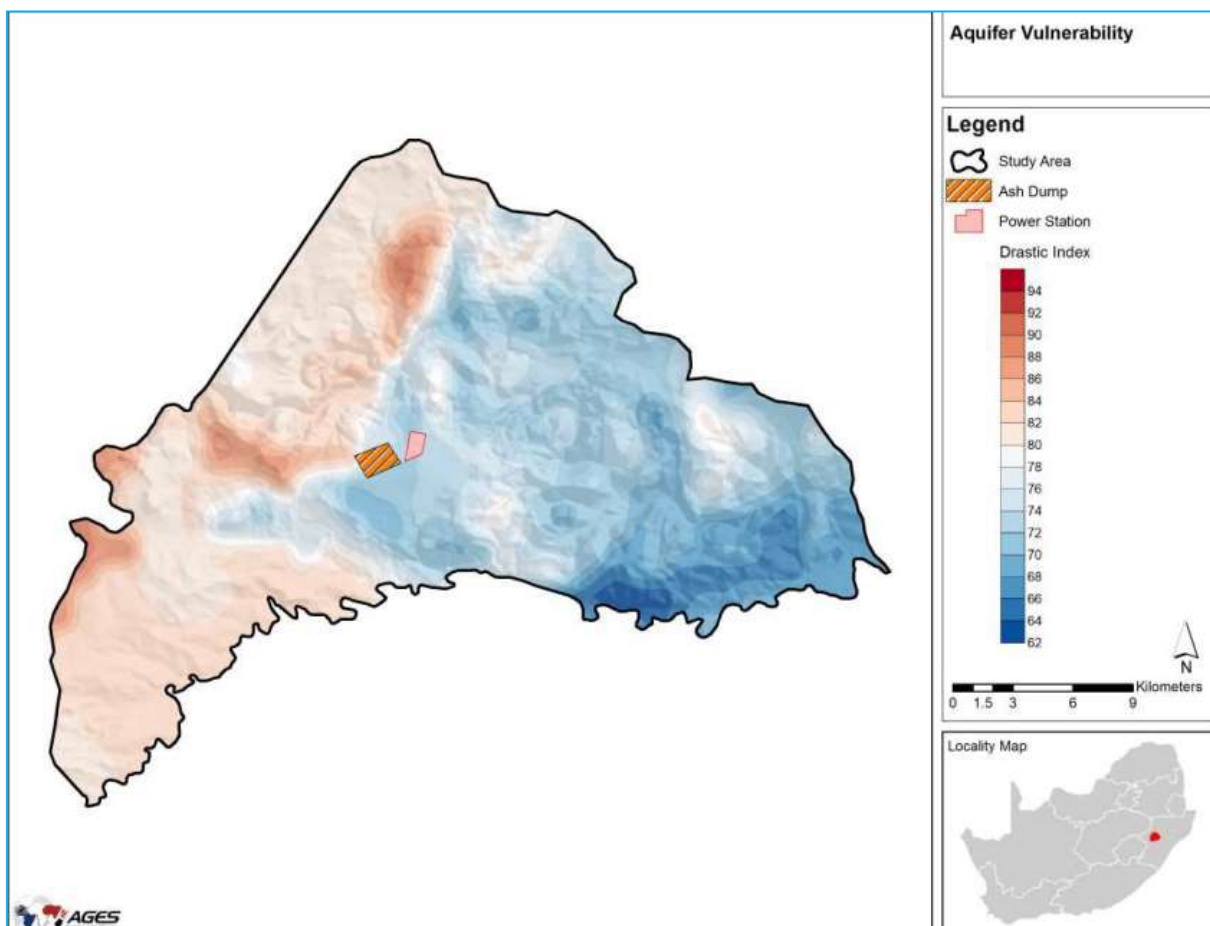 Aquifer Vulnerability
Legend
Study Area
Ash Dump
Power Station
Drastic Index
94
92
90
88
86
84
82
80
78
76
74
72
70
68
66
64
62
N
Kilometers
0 1.5 3 6 9
Locality Map
AGES